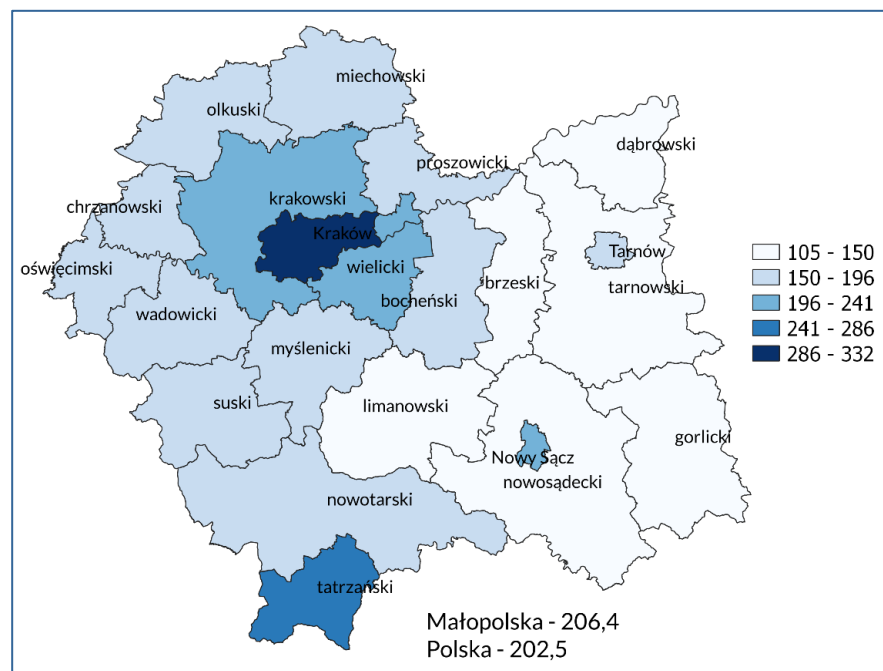 miechowski
olkuski
dąbrowski
proszowicki
krakowski
chrzanowski
Kraków
Tarnów
oświęcimski
wielicki
tarnowski
brzeski
bocheński
wadowicki
myślenicki
suski
limanowski
gorlicki
Nowy Sącz
nowosądecki
nowotarski
tatrzański
105 - 150
150 - 196
196 - 241
241 - 286
286 - 332
Małopolska - 206,4
Polska - 202,5